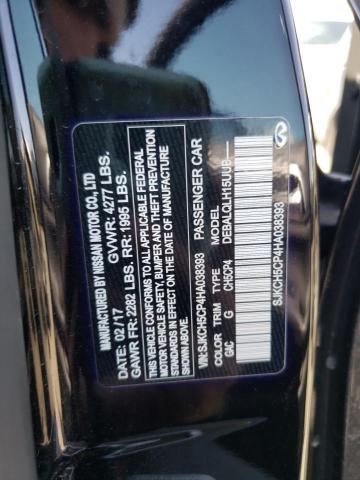 MANUFACTURED BY NISSAN MOTOR CO., LTD
GVWR: 4277 LBS.
DATE: 02/17
GAWR FR: 2282 LBS. RR: 1995 LBS.
THIS VEHICLE CONFORMS TO ALL APPLICABLE FEDERAL
MOTOR VEHICLE SAFETY, BUMPER AND THEFT PREVENTION
STANDARDS IN EFFECT ON THE DATE OF MANUFACTURE
SHOWN ABOVE.
VIN: SJKCH5CP4HA038393 PASSENGER CAR
COLOR TRIM TYPE MODEL
GAC G CH5CP4 DEBALQLH15UUB-----
SJKCH5CP4HA038393